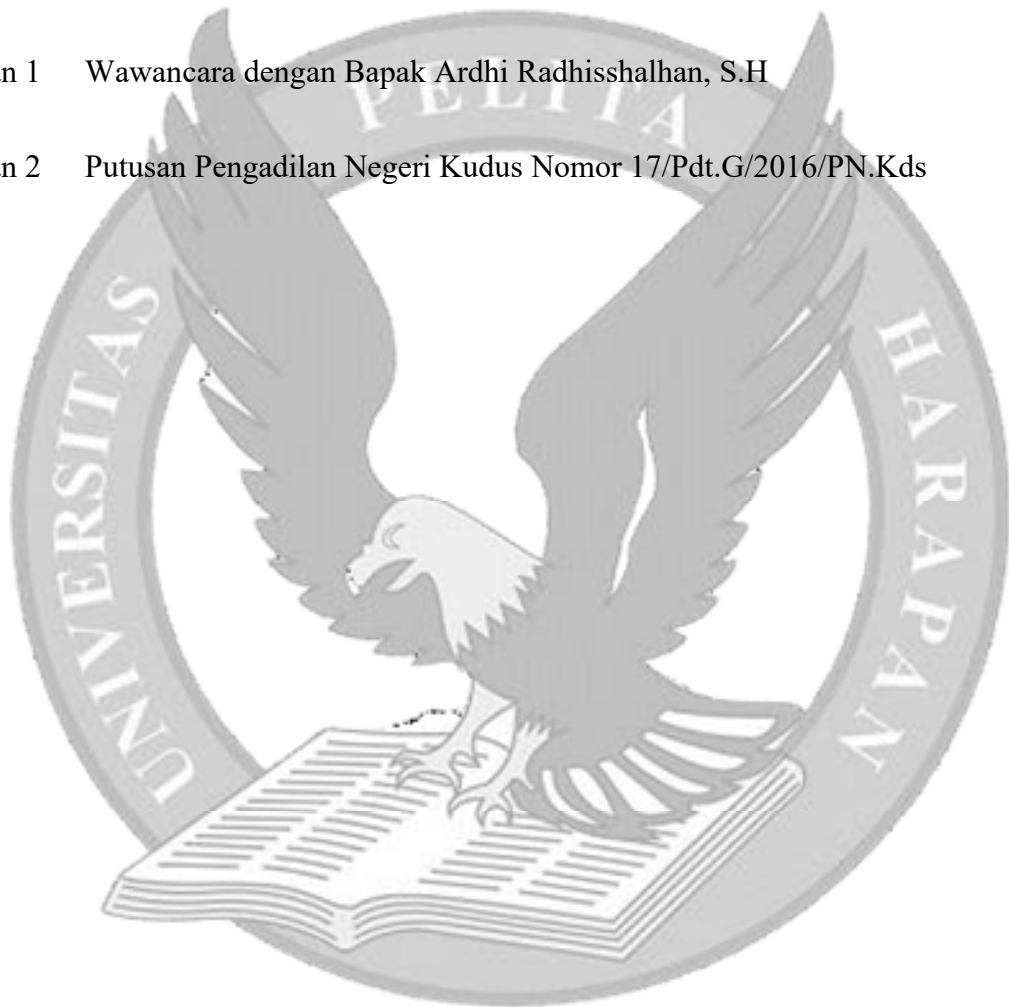 n 1 Wawancara dengan Bapak Ardhi Radhisshalhan, S.H
n 2 Putusan Pengadilan Negeri Kudus Nomor 17/Pdt.G/2016/PN.Kds
UNIVERSITAS PELITA HARAPAN